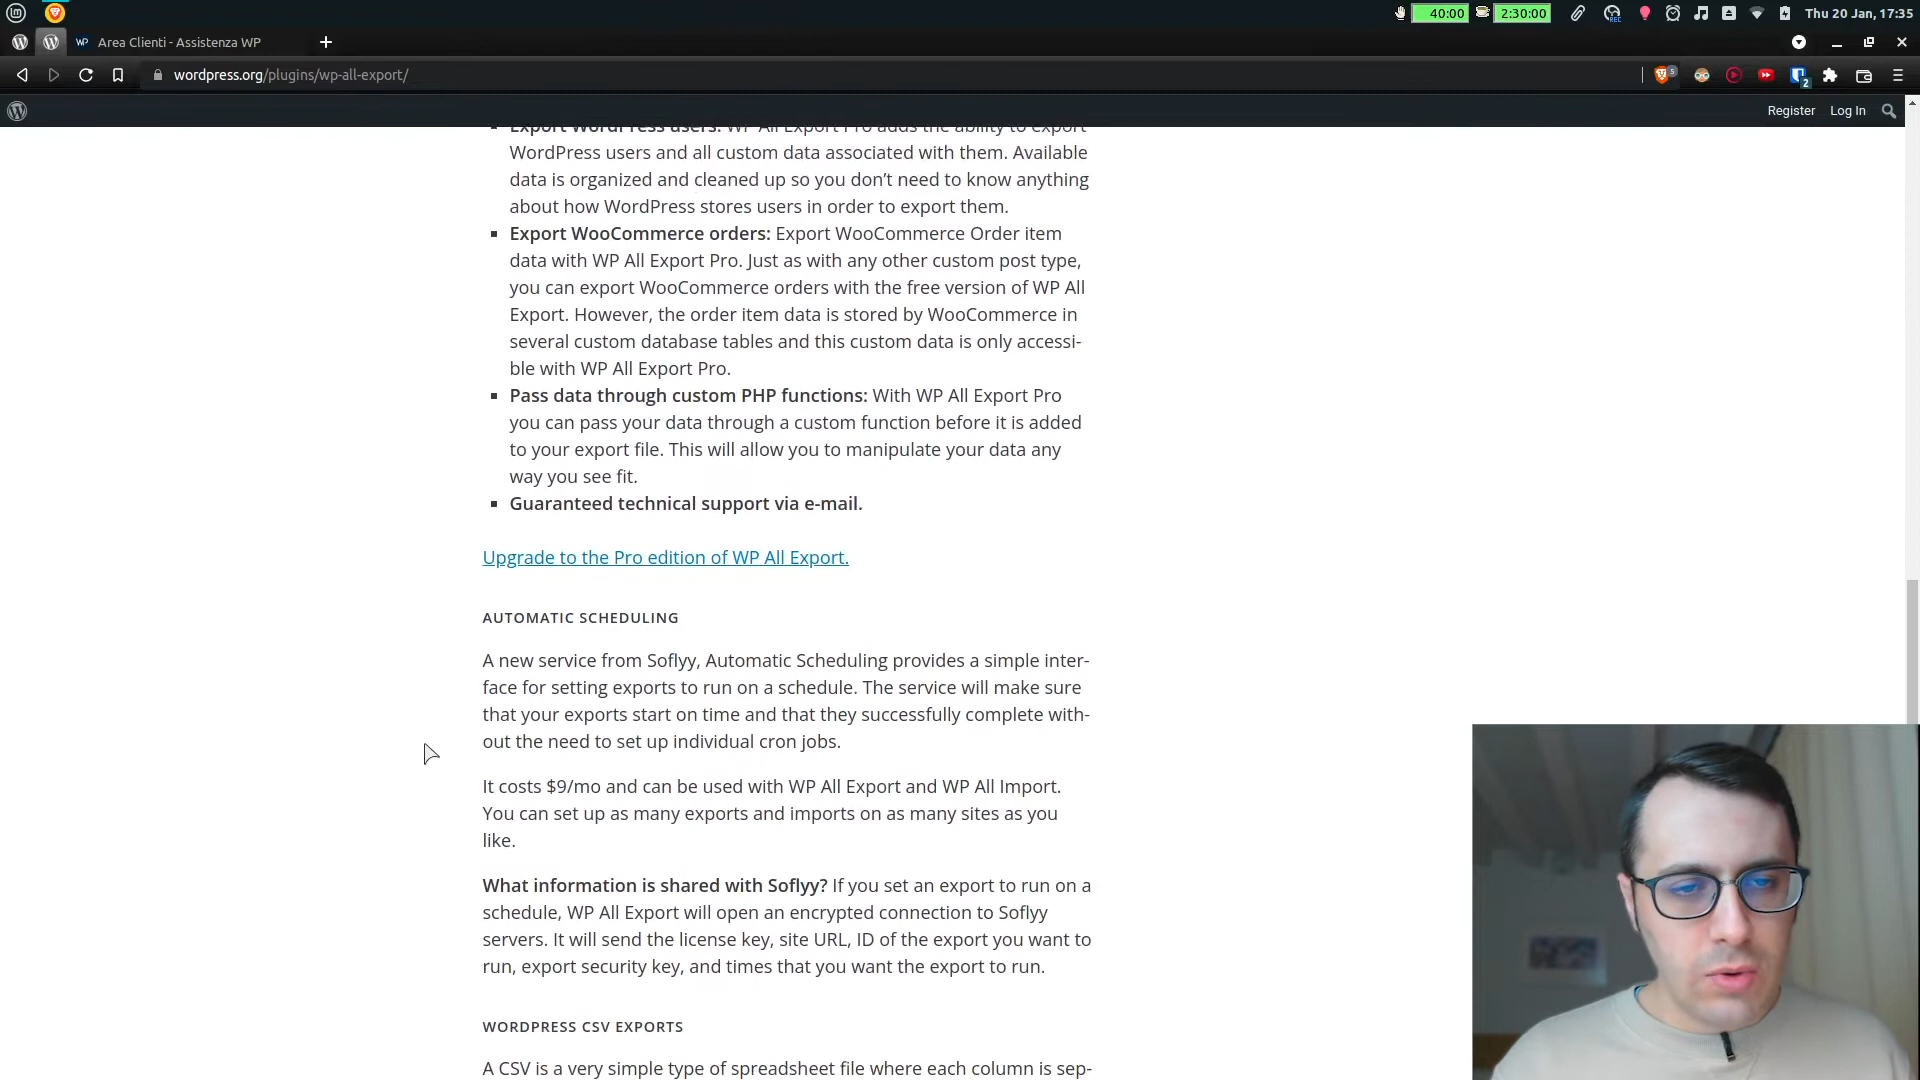 40:00
2:30:00
REC
Thu 20 Jan, 17:35
WP
Area Clienti - Assistenza WP
wordpress.org/plugins/wp-all-export/
5
2
Register
Log In
Export WordPress users: WP All Export Pro adds the ability to export
WordPress users and all custom data associated with them. Available
data is organized and cleaned up so you don’t need to know anything
about how WordPress stores users in order to export them.
Export WooCommerce orders: Export WooCommerce Order item
data with WP All Export Pro. Just as with any other custom post type,
you can export WooCommerce orders with the free version of WP All
Export. However, the order item data is stored by WooCommerce in
several custom database tables and this custom data is only accessi-
ble with WP All Export Pro.
Pass data through custom PHP functions: With WP All Export Pro
you can pass your data through a custom function before it is added
to your export file. This will allow you to manipulate your data any
way you see fit.
Guaranteed technical support via e-mail.
Upgrade to the Pro edition of WP All Export.
AUTOMATIC SCHEDULING
A new service from Soflyy, Automatic Scheduling provides a simple inter-
face for setting exports to run on a schedule. The service will make sure
that your exports start on time and that they successfully complete with-
out the need to set up individual cron jobs.
It costs $9/mo and can be used with WP All Export and WP All Import.
You can set up as many exports and imports on as many sites as you
like.
What information is shared with Soflyy? If you set an export to run on a
schedule, WP All Export will open an encrypted connection to Soflyy
servers. It will send the license key, site URL, ID of the export you want to
run, export security key, and times that you want the export to run.
WORDPRESS CSV EXPORTS
A CSV is a very simple type of spreadsheet file where each column is sep-